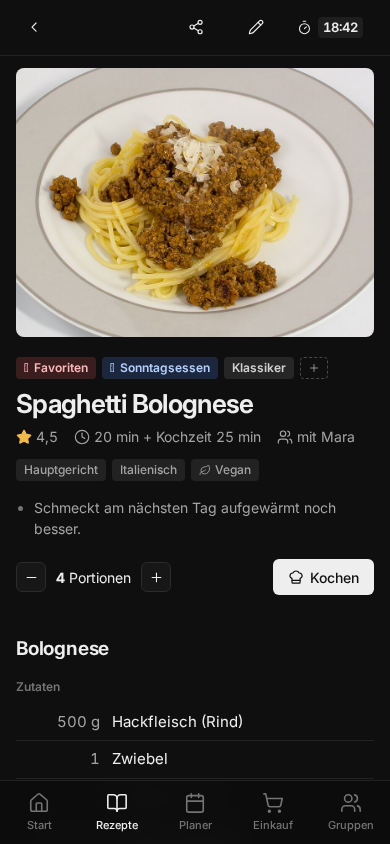 18:42
Favoriten
Sonntagsessen
Klassiker
+
Spaghetti Bolognese
4,5
20 min + Kochzeit 25 min
mit Mara
Hauptgericht
Italienisch
Vegan
• Schmeckt am nächsten Tag aufgewärmt noch
besser.
− 4 Portionen +
Kochen
Bolognese
Zutaten
500 g Hackfleisch (Rind)
1 Zwiebel
Start
Rezepte
Planer
Einkauf
Gruppen